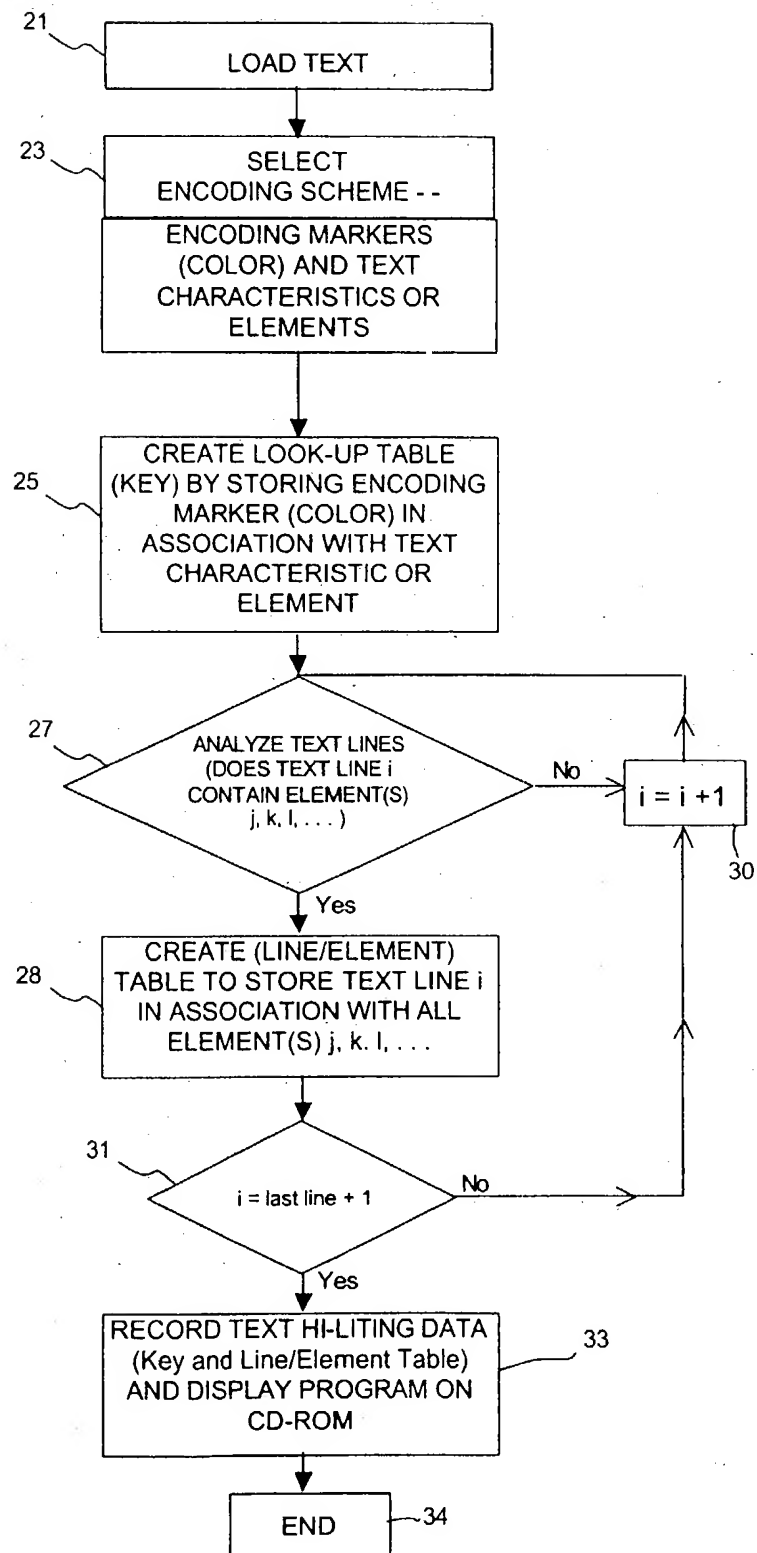 21
LOAD TEXT
23
SELECT
ENCODING SCHEME - -
ENCODING MARKERS
(COLOR) AND TEXT
CHARACTERISTICS OR
ELEMENTS
25
CREATE LOOK-UP TABLE
(KEY) BY STORING ENCODING
MARKER (COLOR) IN
ASSOCIATION WITH TEXT
CHARACTERISTIC OR
ELEMENT
27
ANALYZE TEXT LINES
(DOES TEXT LINE i
CONTAIN ELEMENT(S)
j, k, l, . . . )
No
i = i +1
30
Yes
28
CREATE (LINE/ELEMENT)
TABLE TO STORE TEXT LINE i
IN ASSOCIATION WITH ALL
ELEMENT(S) j, k. l, . . .
31
i = last line + 1
No
Yes
RECORD TEXT HI-LITING DATA
(Key and Line/Element Table)
AND DISPLAY PROGRAM ON
CD-ROM
33
END
34